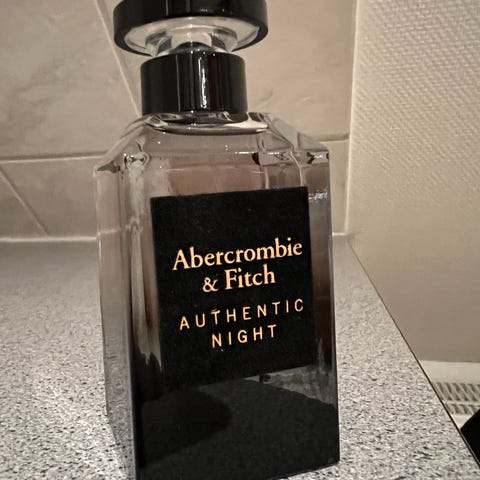 Abercrombie
& Fitch
AUTHENTIC
NIGHT